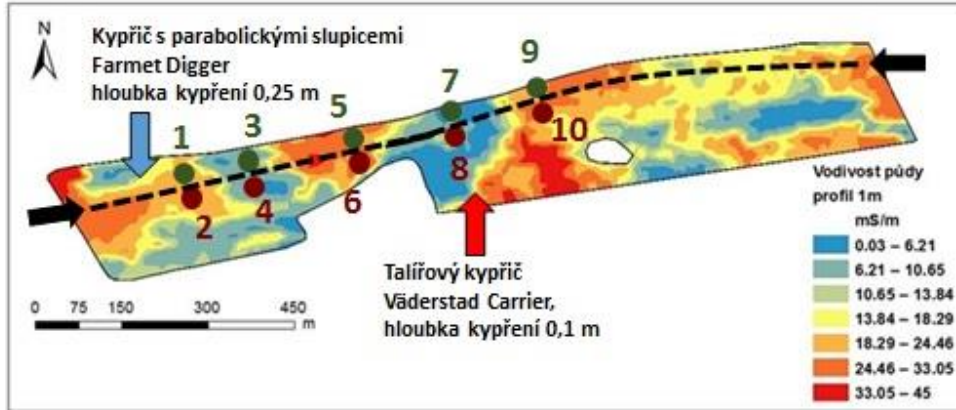 N
Kypřič s parabolickými slupicemi
Farmet Digger
hloubka kypření 0,25 m
1
3
5
7
9
2
4
6
8
10
Talířový kypřič
Väderstad Carrier,
hloubka kypření 0,1 m
0 75 150 300 450
m
Vodivost půdy
profil 1m
mS/m
0.03 – 6.21
6.21 – 10.65
10.65 – 13.84
13.84 – 18.29
18.29 – 24.46
24.46 – 33.05
33.05 – 45